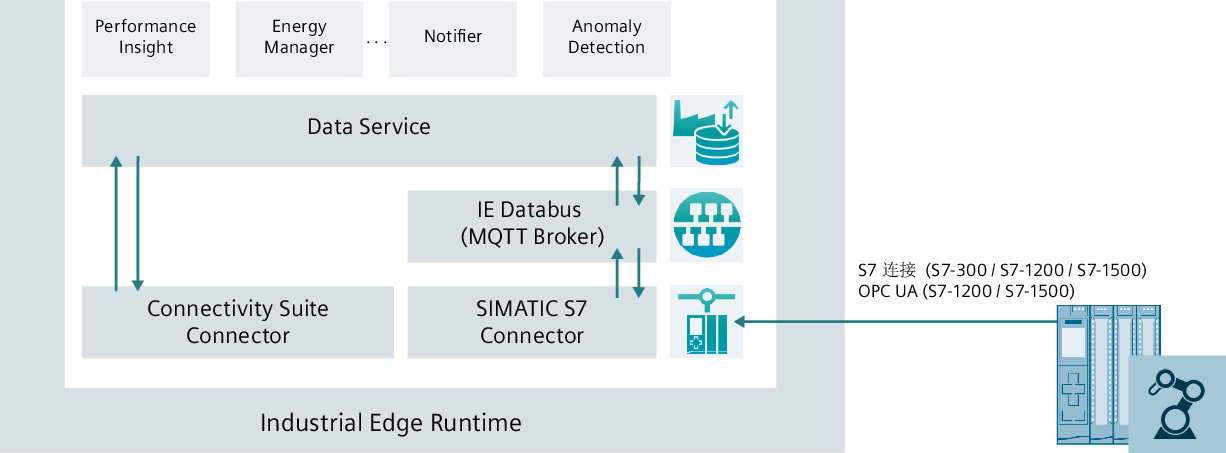 Performance
Insight
Energy
Manager
...
Notifier
Anomaly
Detection
Data Service
IE Databus
(MQTT Broker)
S7 连接 (S7-300 / S7-1200 / S7-1500)
OPC UA (S7-1200 / S7-1500)
Connectivity Suite
Connector
SIMATIC S7
Connector
Industrial Edge Runtime